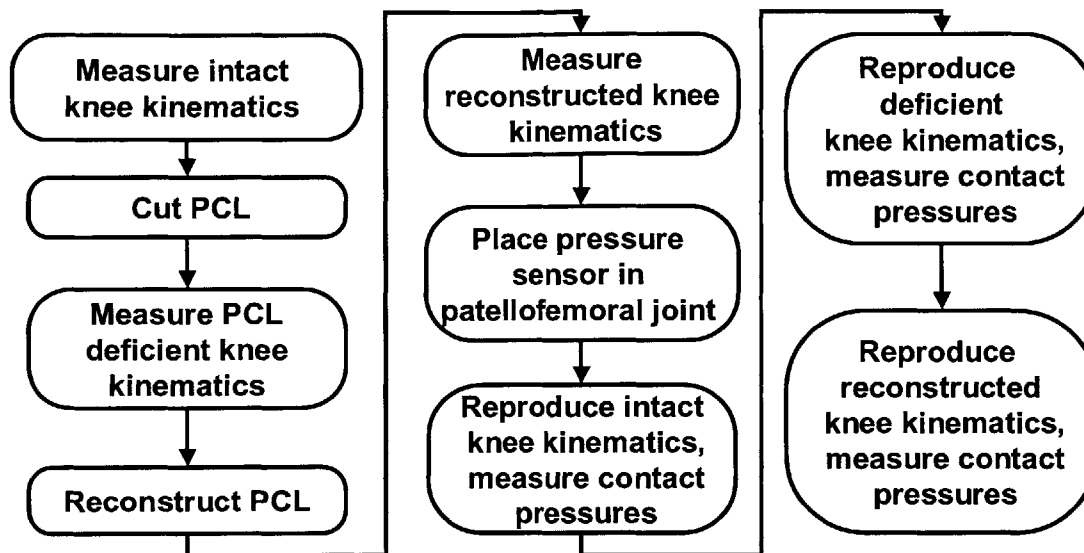 Measure intact
knee kinematics
Cut PCL
Measure PCL
deficient knee
kinematics
Reconstruct PCL
Measure
reconstructed knee
kinematics
Place pressure
sensor in
patellofemoral joint
Reproduce intact
knee kinematics,
measure contact
pressures
Reproduce
deficient
knee kinematics,
measure contact
pressures
Reproduce
reconstructed
knee kinematics,
measure contact
pressures